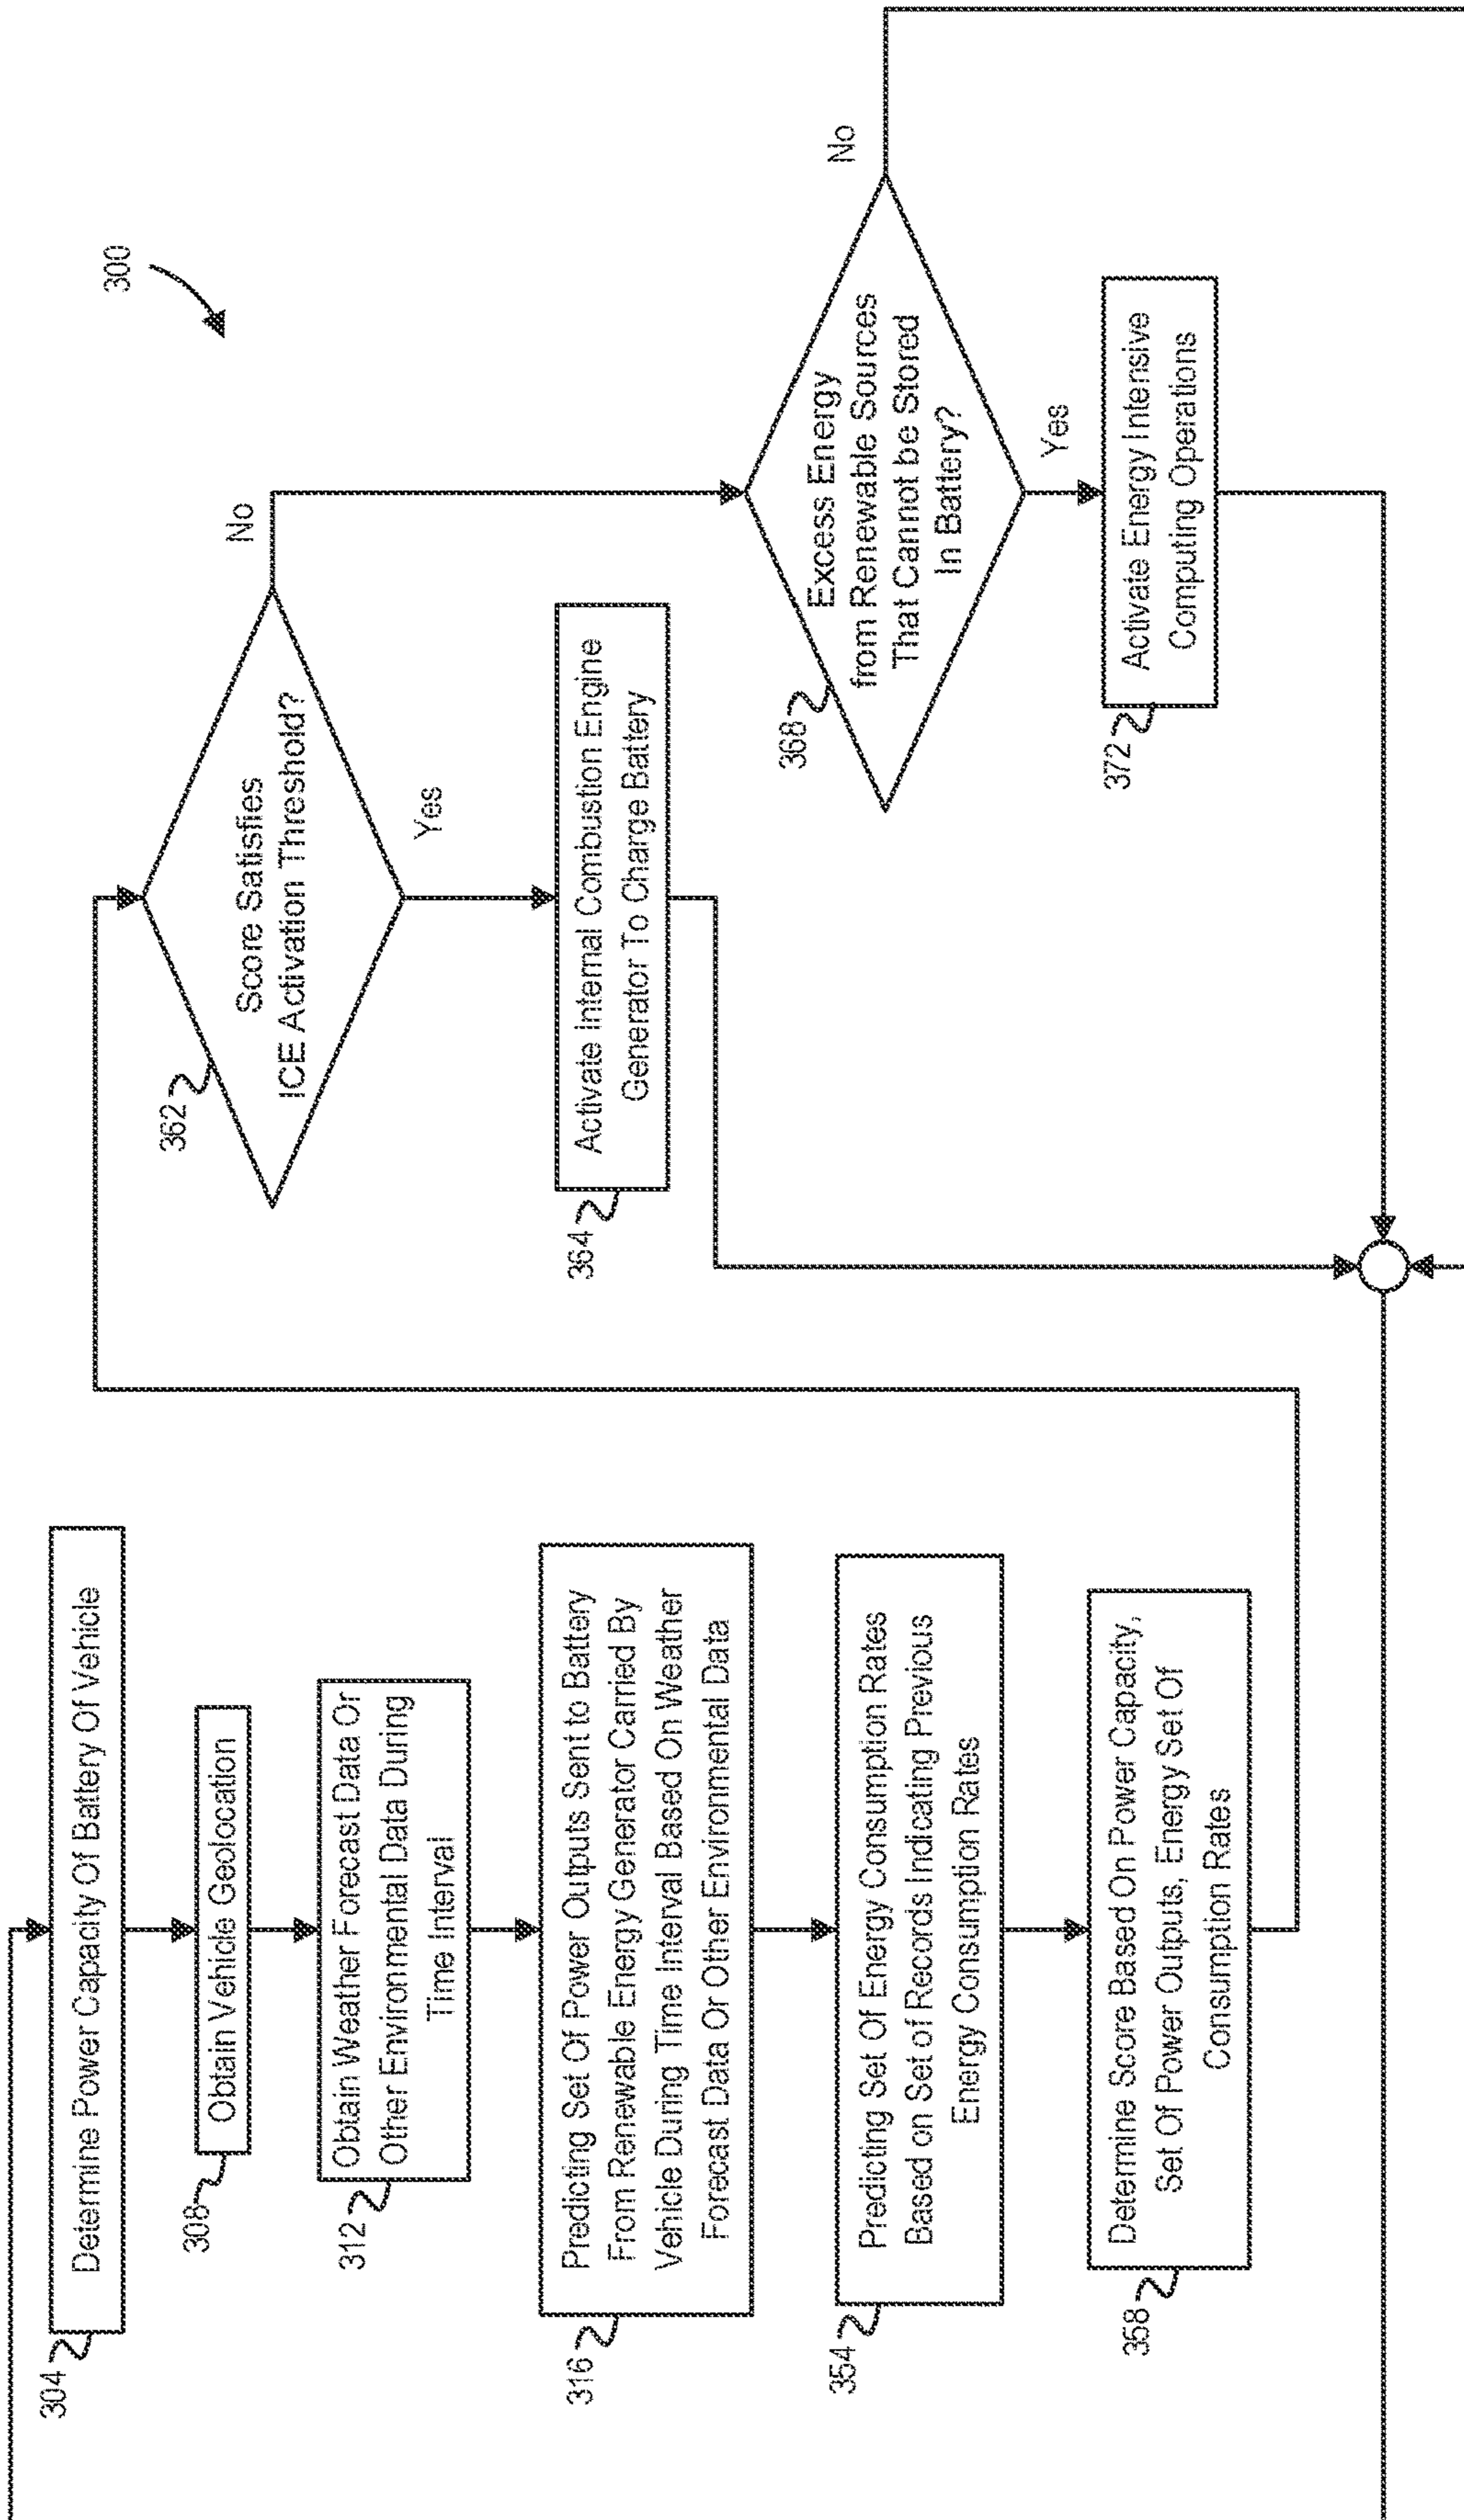 300
304
Determine Power Capacity Of Battery Of Vehicle
308
Obtain Vehicle Geolocation
312
Obtain Weather Forecast Data Or
Other Environmental Data During
Time Interval
316
Predicting Set Of Power Outputs Sent to Battery
From Renewable Energy Generator Carried By
Vehicle During Time Interval Based On Weather
Forecast Data Or Other Environmental Data
354
Predicting Set Of Energy Consumption Rates
Based on Set of Records Indicating Previous
Energy Consumption Rates
358
Determine Score Based On Power Capacity,
Set Of Power Outputs, Energy Set Of
Consumption Rates
362
Score Satisfies
ICE Activation Threshold?
No
Yes
364
Activate Internal Combustion Engine
Generator To Charge Battery
368
Excess Energy
from Renewable Sources
That Cannot be Stored
In Battery?
No
Yes
372
Activate Energy Intensive
Computing Operations